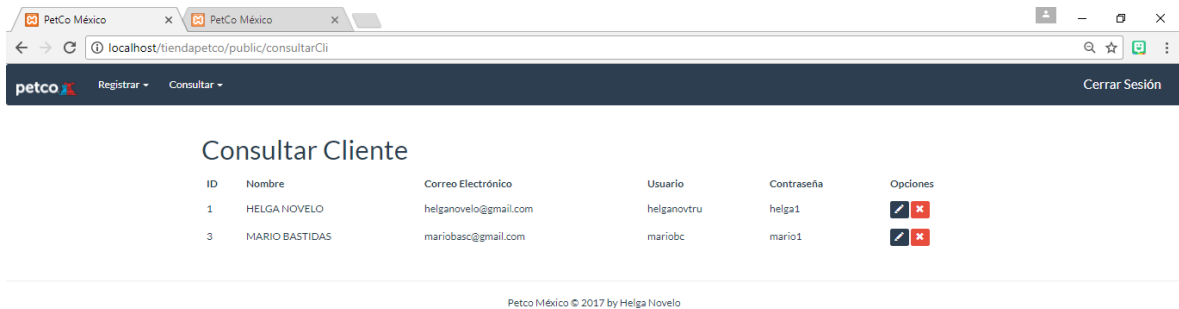 PetCo México PetCo México
localhost/tiendapetco/public/consultarCli
petco Registrar Consultar Cerrar Sesión
Consultar Cliente
ID Nombre Correo Electrónico Usuario Contraseña Opciones
1 HELGA NOVELO helganovelo@gmail.com helganovtru helga1
3 MARIO BASTIDAS mariobasc@gmail.com mariobc mario1
Petco México © 2017 by Helga Novelo